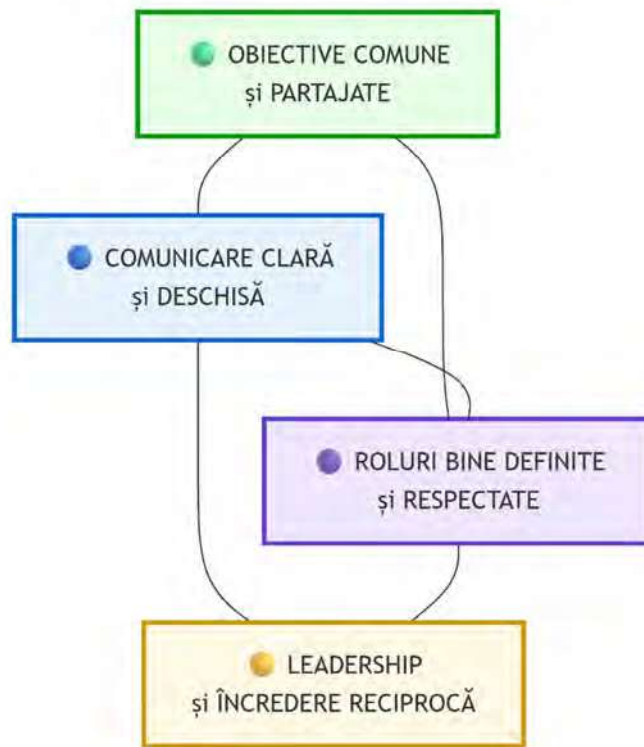 OBIECTIVE COMUNE
și PARTAJATE
COMUNICARE CLARĂ
și DESCHISĂ
ROLURI BINE DEFINITE
și RESPECTATE
LEADERSHIP
și ÎNCREDERE RECIPROCĂ